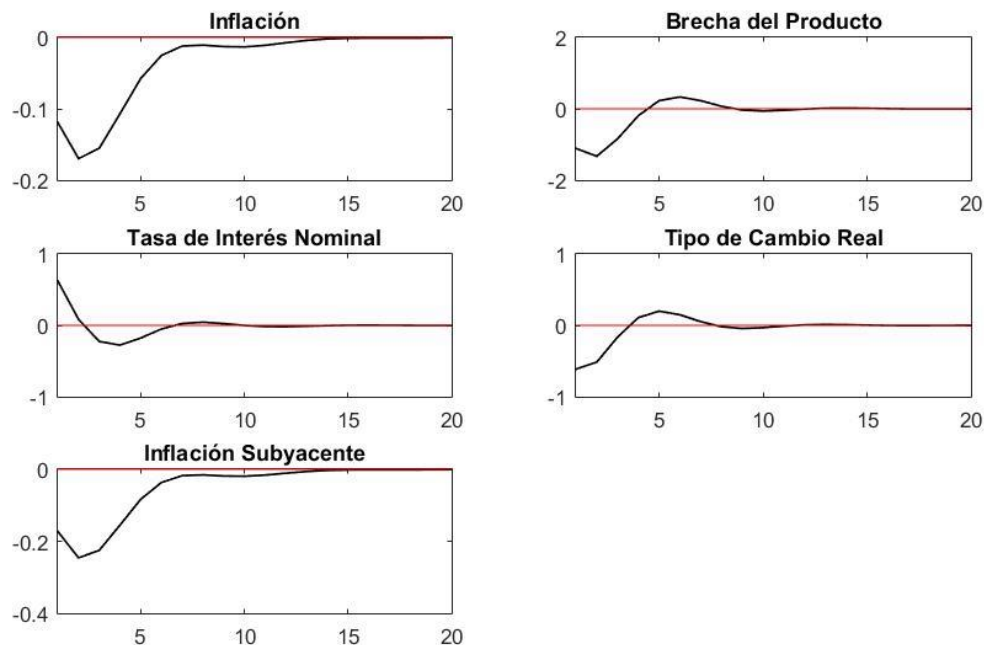 Inflación
0
-0.1
-0.2
5 10 15 20
Brecha del Producto
2
0
-2
5 10 15 20
Tasa de Interés Nominal
1
0
-1
5 10 15 20
Tipo de Cambio Real
1
0
-1
5 10 15 20
Inflación Subyacente
0
-0.2
-0.4
5 10 15 20